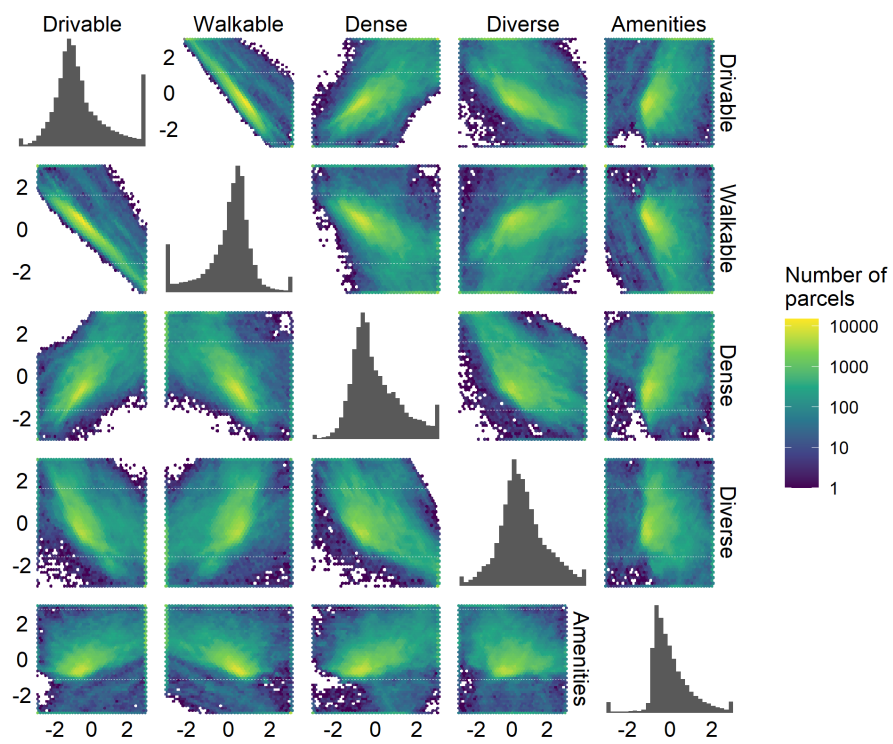 Drivable Walkable Dense Diverse Amenities
2
0
-2
Drivable
2
0
-2
Walkable
Number of
parcels
10000
1000
100
10
1
2
0
-2
Dense
2
0
-2
Diverse
2
0
-2
Amenities
-2 0 2 -2 0 2 -2 0 2 -2 0 2 -2 0 2